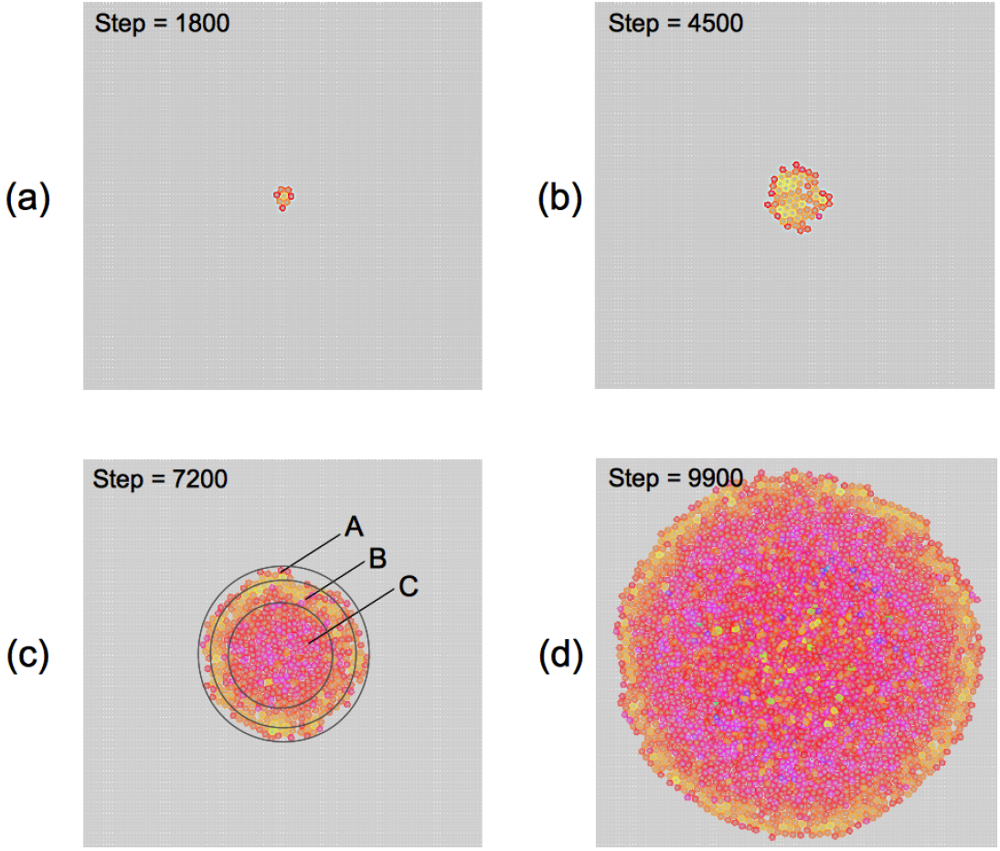 Step = 1800
Step = 4500
(a)
(b)
Step = 7200
Step = 9900
A
B
C
(c)
(d)